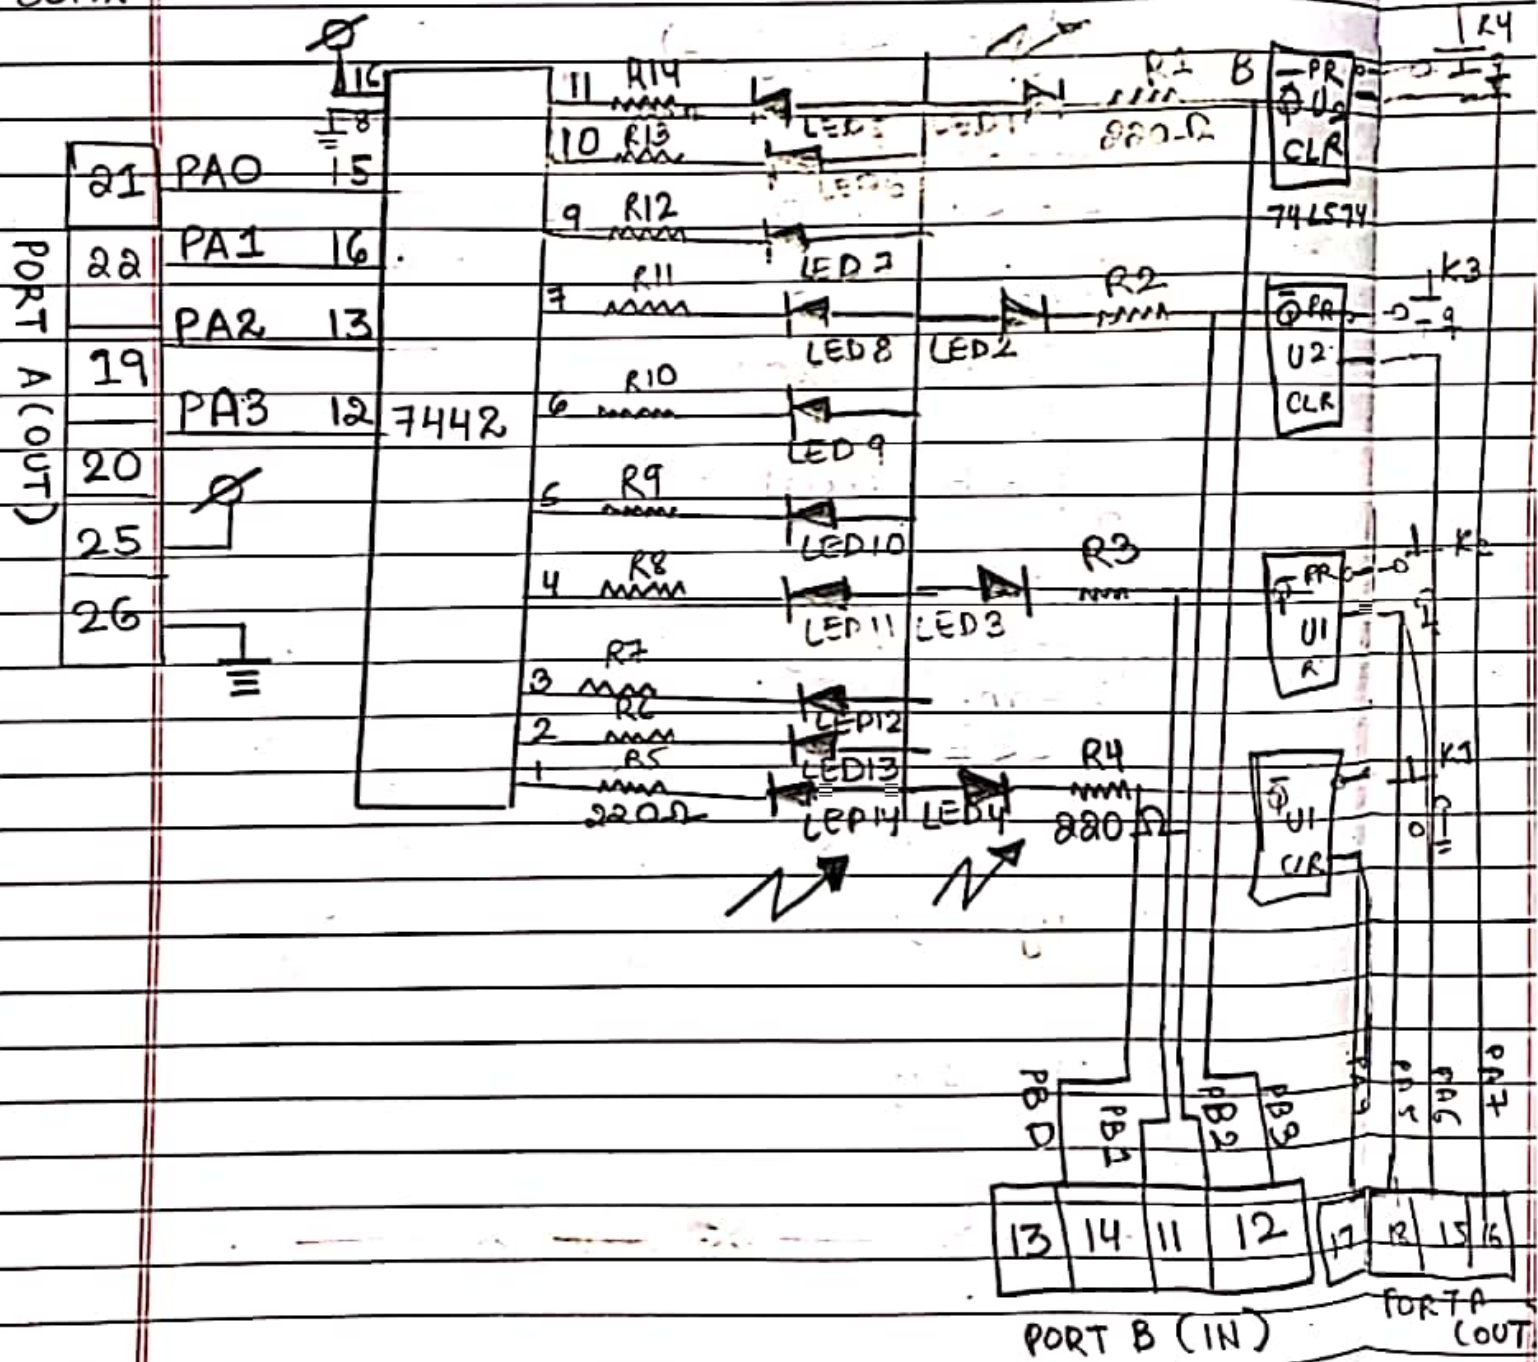 R4
16
11 R14
R1 B
PR
Q U2
8
LED1
10 R13
220Ω
CLR
21 PA0 15
9 R12
74LS74
22 PA1 16
LED7
R11
R2
K3
7
Q PR
PA2 13
LED8 LED2
U2
19
R10
CLR
PA3 12 7442
6
LED9
20
R9
5
25
LED10
R3
R8
PR
4
26
LED11 LED3
U1
R7
R
3
R6
LED12
2
R5
LED13
R4
K1
1
Q
220Ω
LED14 LED4
220Ω
U1
CLR
PORT A (OUT)
PB0
PB1
PB2
PB3
PA6
PA7
13 14 11 12 17 18 15 16
PORT B (IN)
PORT A
(OUT